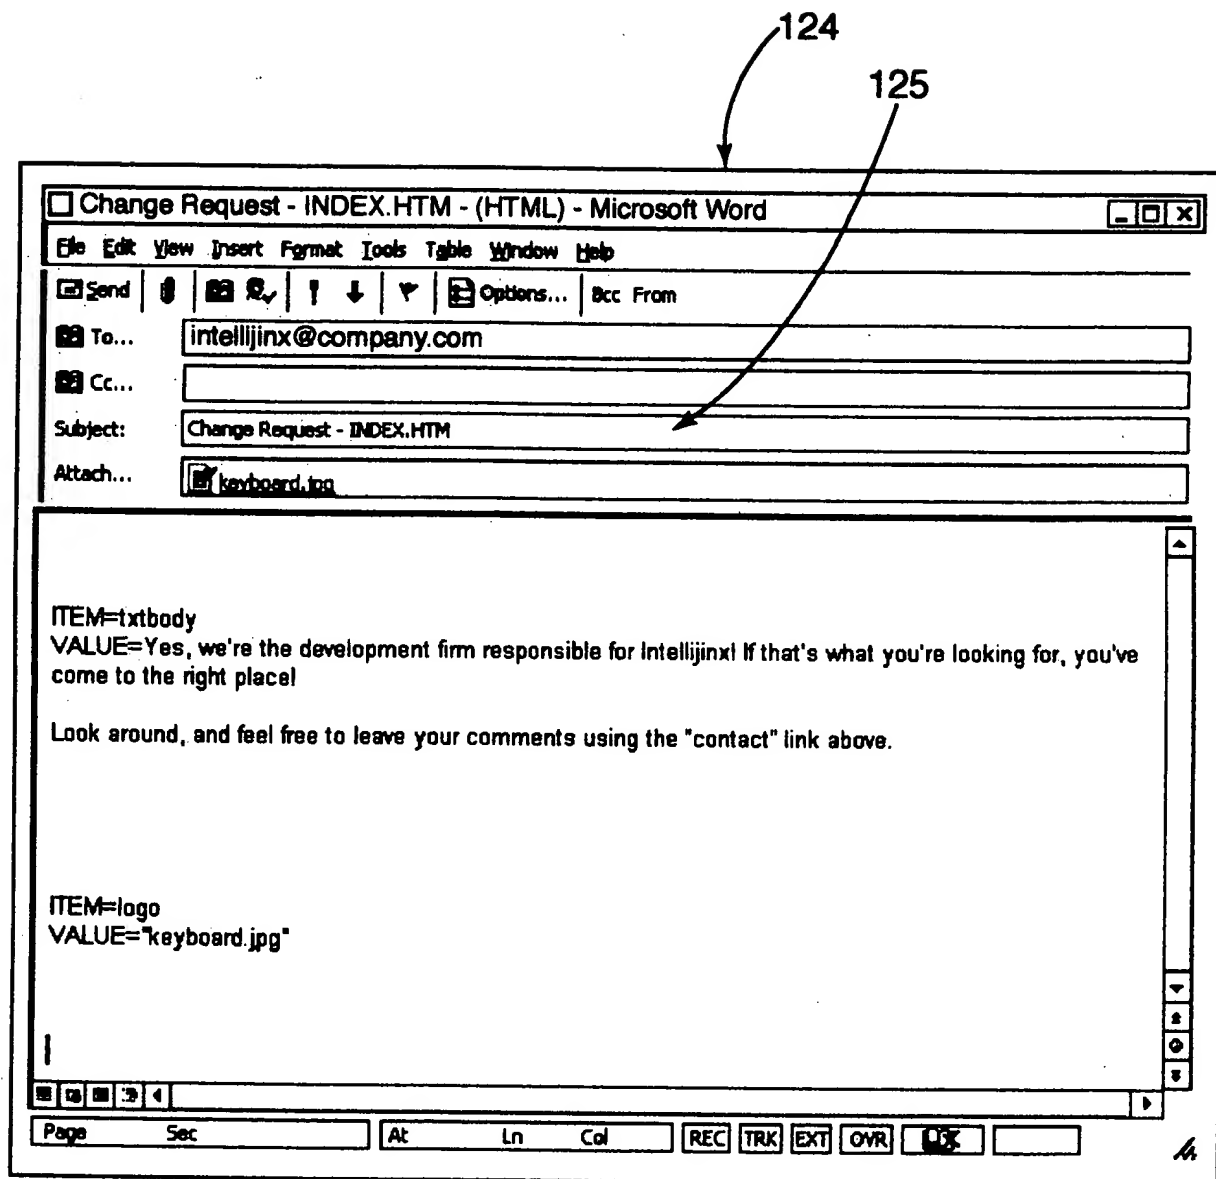 124
125
Change Request - INDEX.HTM - (HTML) - Microsoft Word
File Edit View Insert Format Tools Table Window Help
Send Options... Bcc From
To... intellijinx@company.com
Cc...
Subject: Change Request - INDEX.HTM
Attach... keyboard.jpg
ITEM=txtbody
VALUE=Yes, we're the development firm responsible for Intellijinx! If that's what you're looking for, you've
come to the right place!
Look around, and feel free to leave your comments using the "contact" link above.
ITEM=logo
VALUE="keyboard.jpg"
Page Sec At Ln Col REC TRK EXT OVR